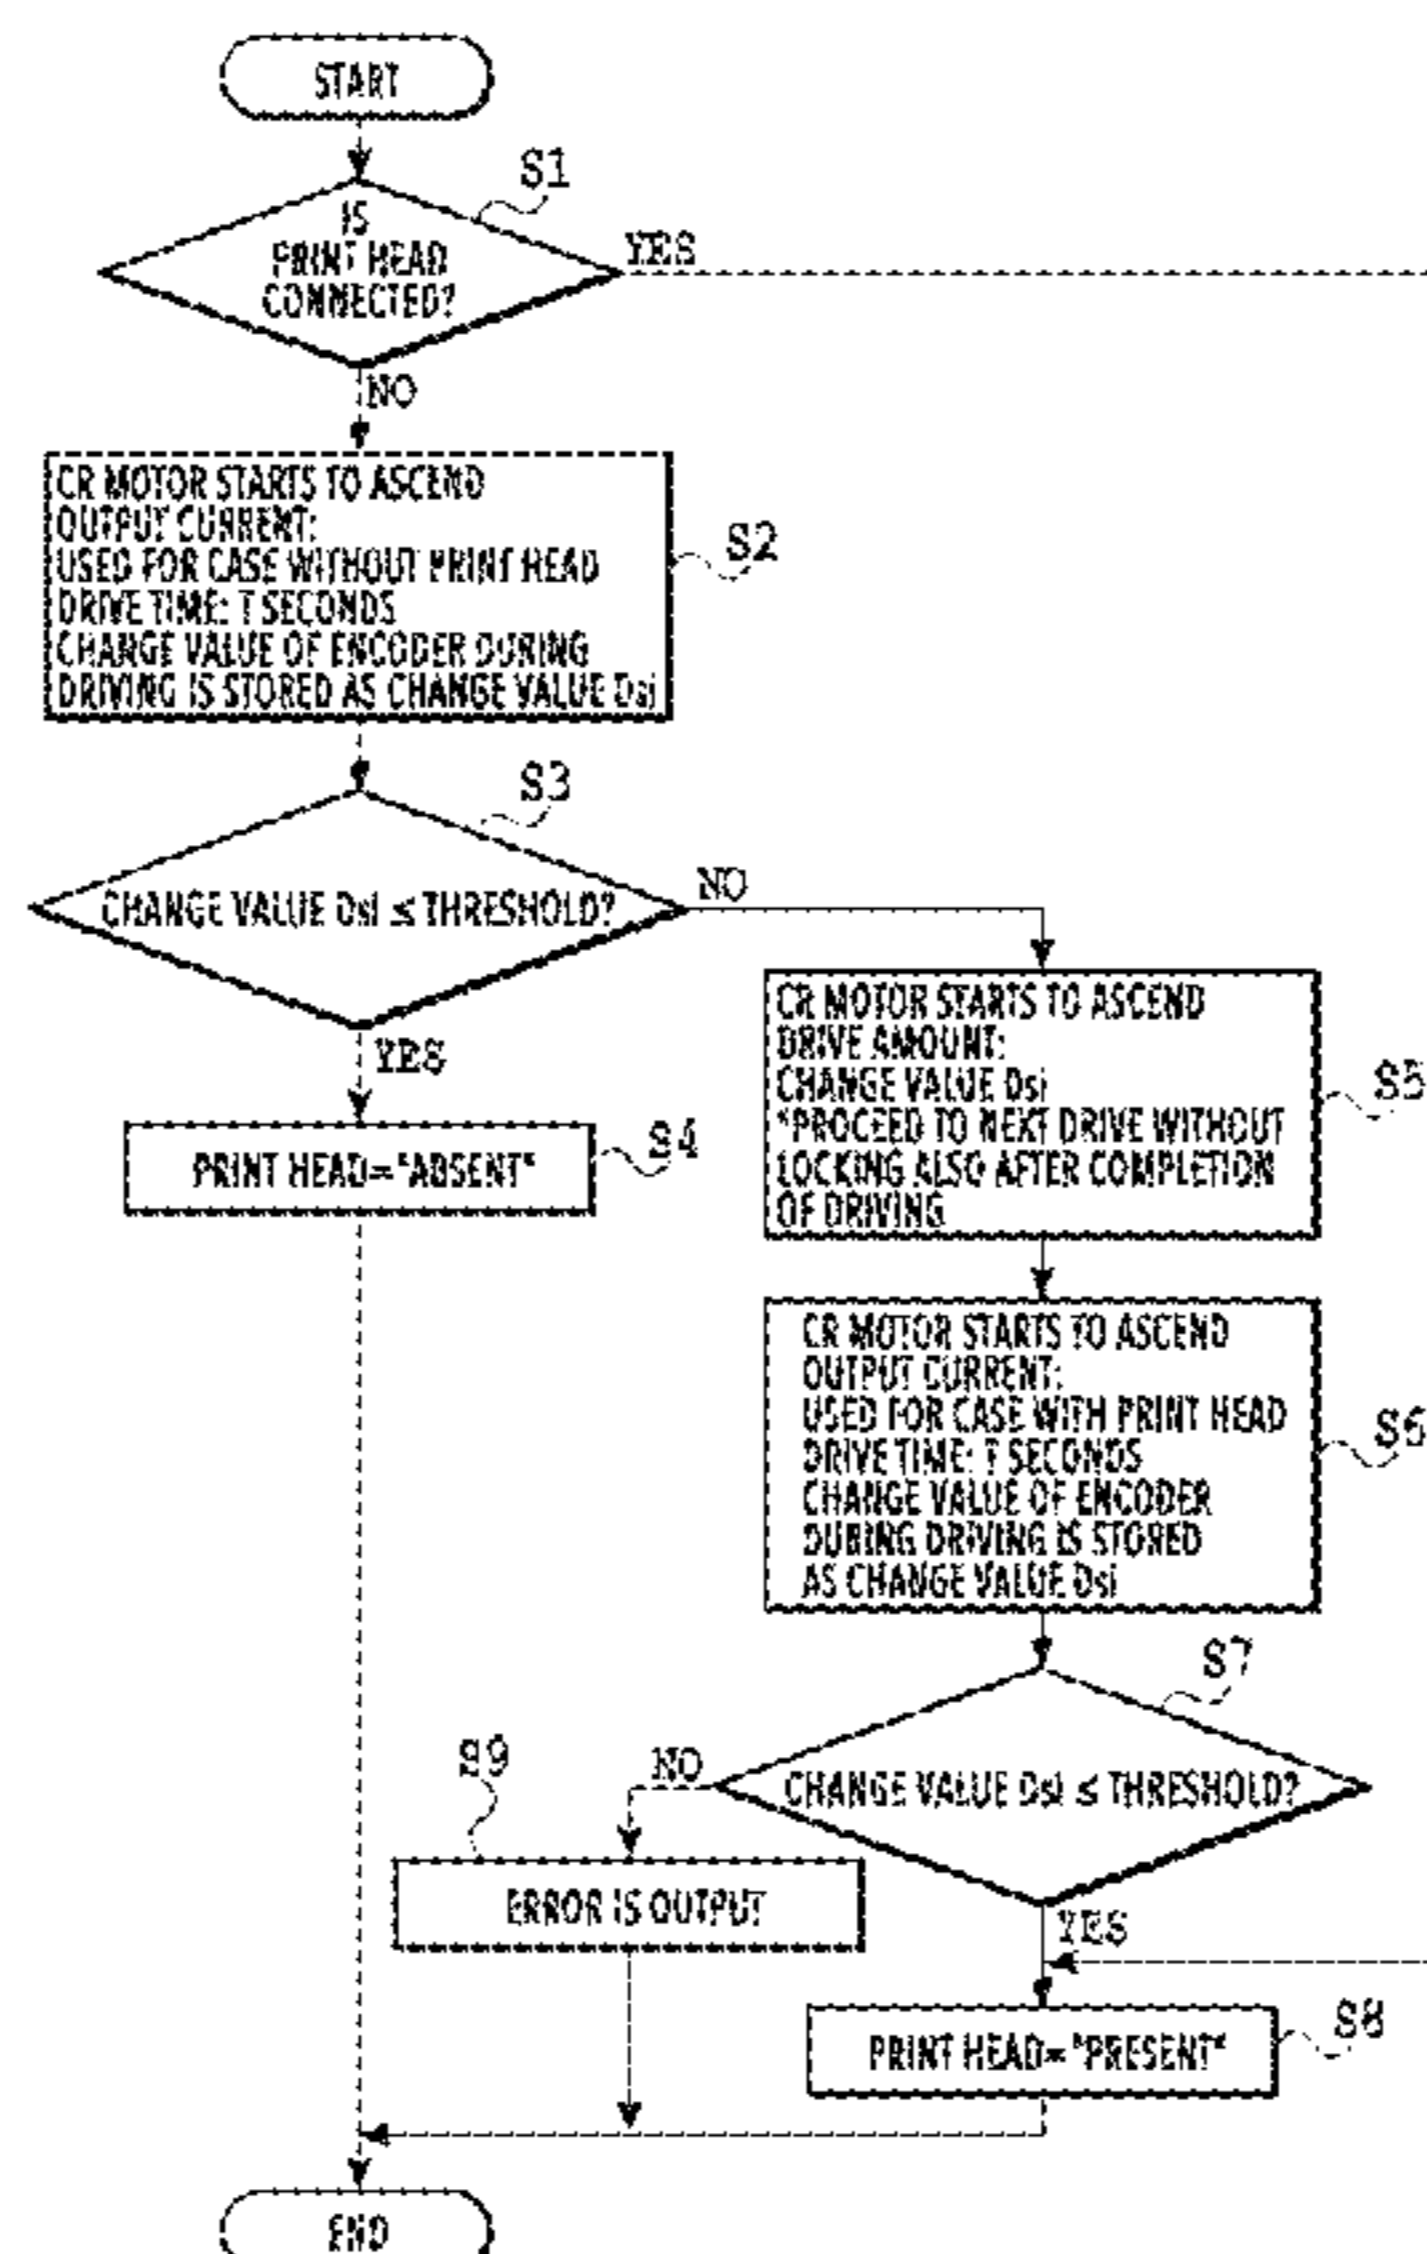 START
S1
IS
PRINT HEAD
CONNECTED?
YES
NO
CR MOTOR STARTS TO ASCEND
OUTPUT CURRENT:
USED FOR CASE WITHOUT PRINT HEAD
DRIVE TIME: T SECONDS
CHANGE VALUE OF ENCODER DURING
DRIVING IS STORED AS CHANGE VALUE Dsi
S2
S3
CHANGE VALUE Dsi ≤ THRESHOLD?
NO
YES
PRINT HEAD="ABSENT"
S4
CR MOTOR STARTS TO ASCEND
DRIVE AMOUNT:
CHANGE VALUE Dsi
*PROCEED TO NEXT DRIVE WITHOUT
LOCKING ALSO AFTER COMPLETION
OF DRIVING
S5
CR MOTOR STARTS TO ASCEND
OUTPUT CURRENT:
USED FOR CASE WITH PRINT HEAD
DRIVE TIME: T SECONDS
CHANGE VALUE OF ENCODER
DURING DRIVING IS STORED
AS CHANGE VALUE Dsi
S6
S7
CHANGE VALUE Dsi ≤ THRESHOLD?
NO
S9
ERROR IS OUTPUT
YES
PRINT HEAD="PRESENT"
S8
END